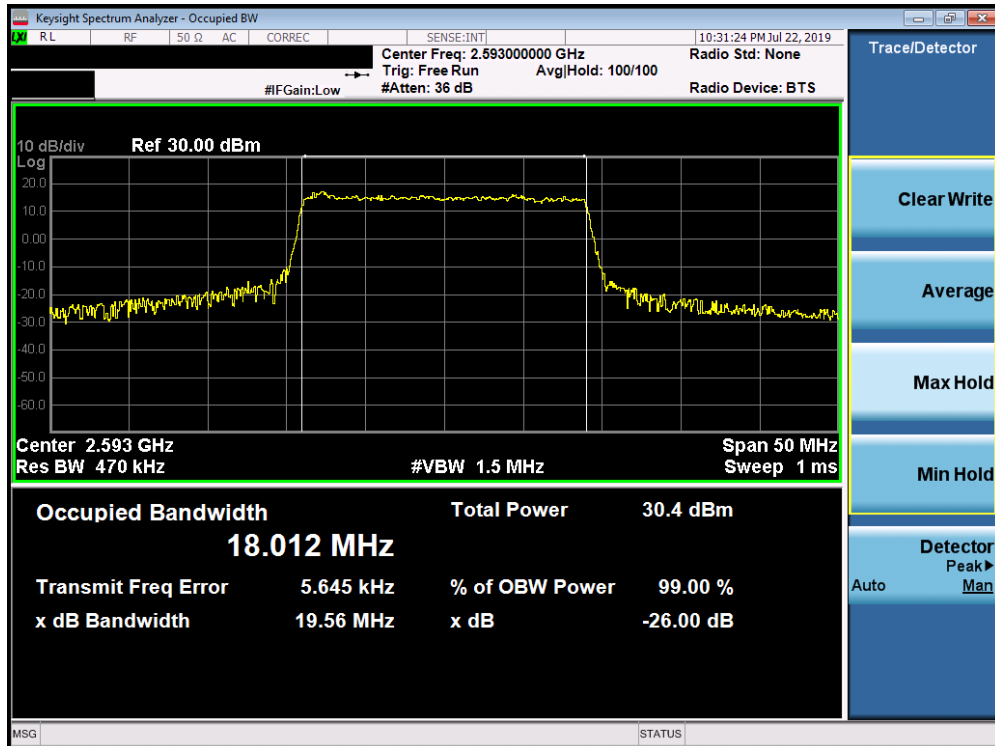 Keysight Spectrum Analyzer - Occupied BW
LXI RL RF 50 Ω AC CORREC SENSE:INT 10:31:24 PM Jul 22, 2019
Center Freq: 2.593000000 GHz Radio Std: None
Trig: Free Run Avg|Hold: 100/100
#IFGain:Low #Atten: 36 dB Radio Device: BTS
Trace/Detector
10 dB/div Ref 30.00 dBm
Log
20.0
10.0
0.00
-10.0
-20.0
-30.0
-40.0
-50.0
-60.0
Center 2.593 GHz Span 50 MHz
Res BW 470 kHz #VBW 1.5 MHz Sweep 1 ms
Occupied Bandwidth Total Power 30.4 dBm
18.012 MHz
Transmit Freq Error 5.645 kHz % of OBW Power 99.00 %
x dB Bandwidth 19.56 MHz x dB -26.00 dB
Clear Write
Average
Max Hold
Min Hold
Detector
Peak▶
Auto Man
MSG STATUS